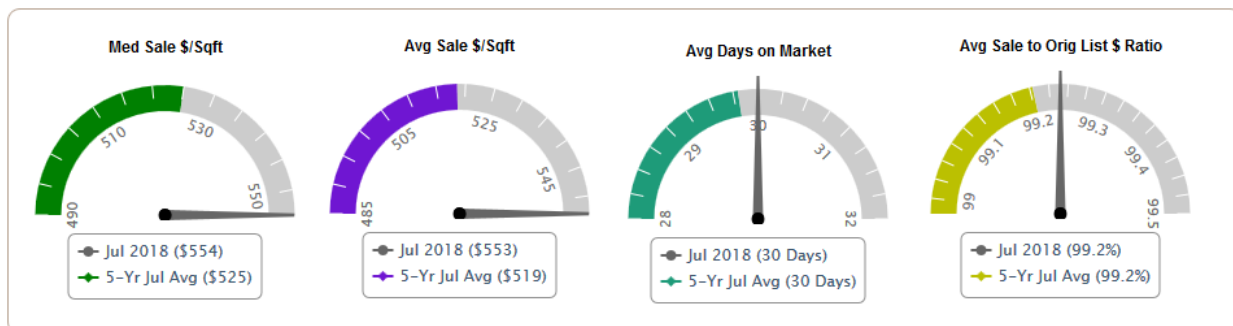 Med Sale $/Sqft
490
510
530
550
Jul 2018 ($554)
5-Yr Jul Avg ($525)
Avg Sale $/Sqft
485
505
525
545
Jul 2018 ($553)
5-Yr Jul Avg ($519)
Avg Days on Market
28
29
30
31
32
Jul 2018 (30 Days)
5-Yr Jul Avg (30 Days)
Avg Sale to Orig List $ Ratio
99
99.1
99.2
99.3
99.4
99.5
Jul 2018 (99.2%)
5-Yr Jul Avg (99.2%)